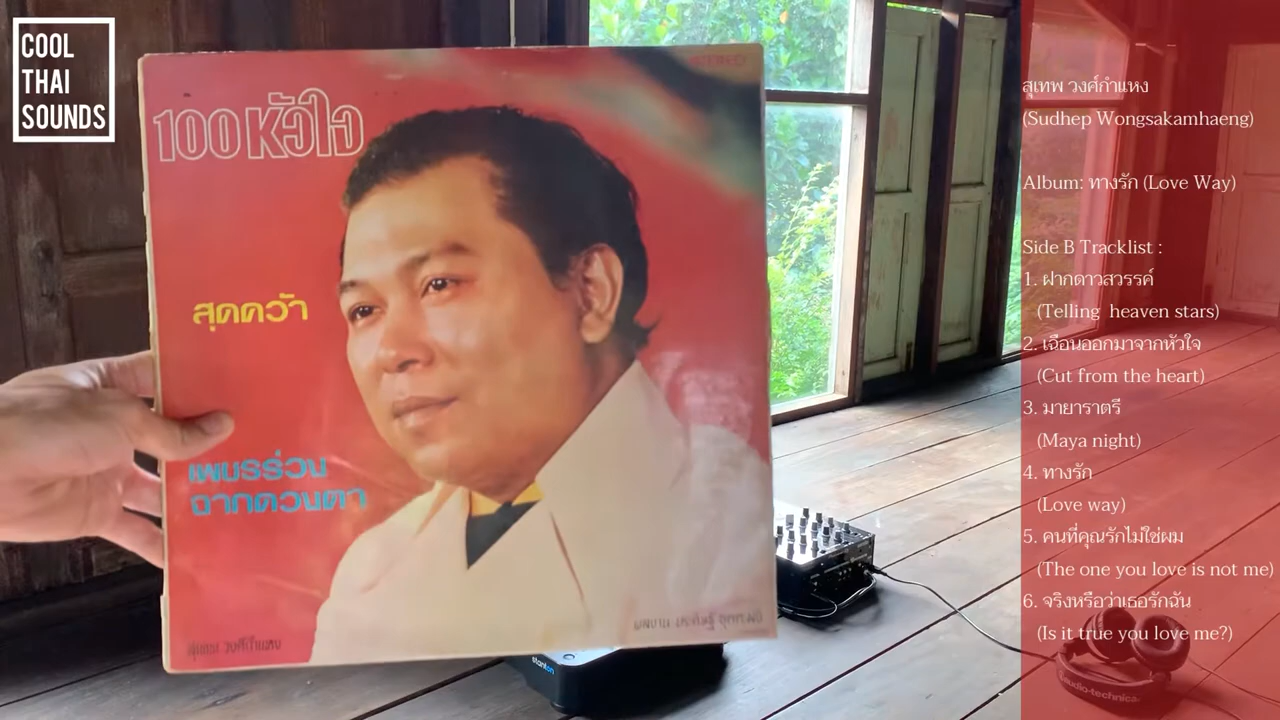 COOL
THAI
SOUNDS
STEREO
100 หัวใจ
สุดคว้า
เพชรร่วง
ฉากดวงตา
สุเทพ วงศ์กำแหง
stanton
audio-technica
สุเทพ วงศ์กำแหง
(Sudhep Wongsakamhaeng)
Album: ทางรัก (Love Way)
Side B Tracklist :
1. ฝากดาวสวรรค์
(Telling heaven stars)
2. เฉือนออกมาจากหัวใจ
(Cut from the heart)
3. มายาราตรี
(Maya night)
4. ทางรัก
(Love way)
5. คนที่คุณรักไม่ใช่ผม
(The one you love is not me)
6. จริงหรือว่าเธอรักฉัน
(Is it true you love me?)